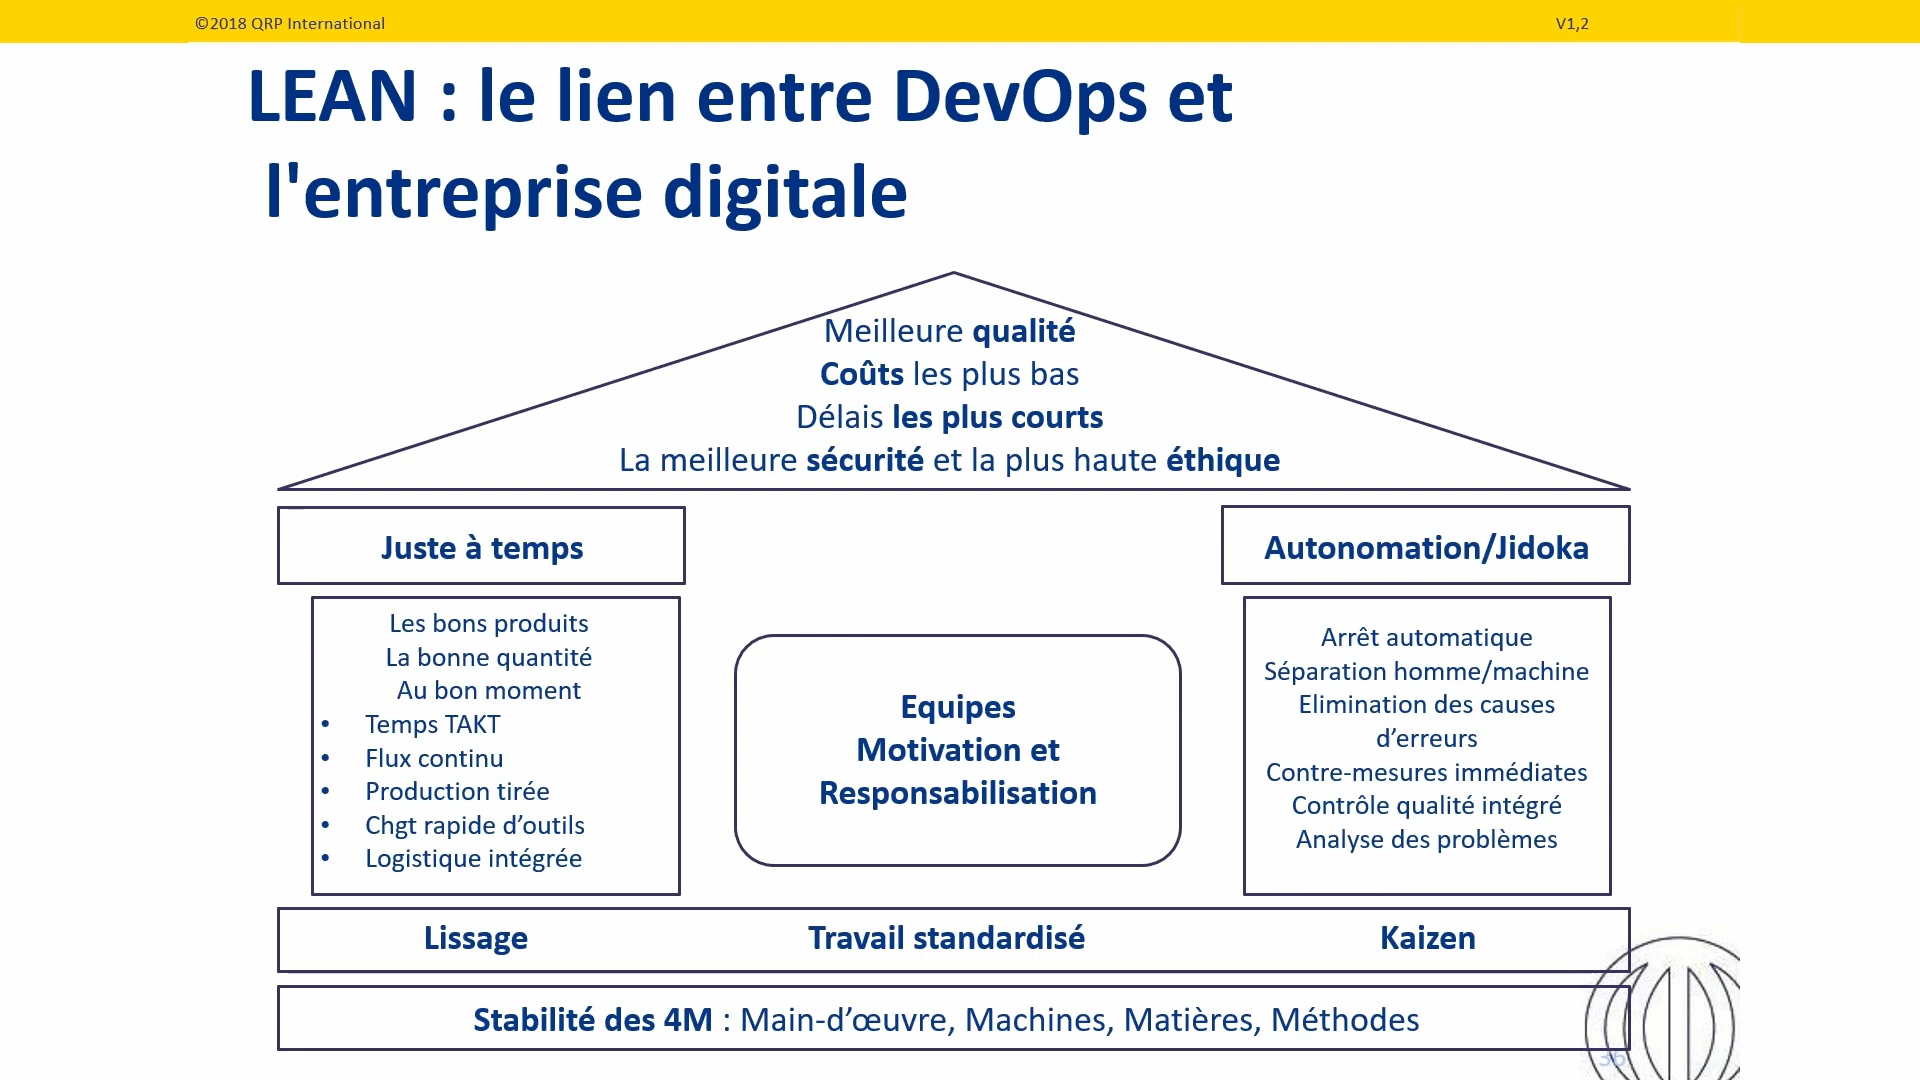 ©2018 QRP International
V1,2
LEAN : le lien entre DevOps et
l'entreprise digitale
Meilleure qualité
Coûts les plus bas
Délais les plus courts
La meilleure sécurité et la plus haute éthique
Juste à temps
Autonomation/Jidoka
Les bons produits
La bonne quantité
Au bon moment
• Temps TAKT
• Flux continu
• Production tirée
• Chgt rapide d’outils
• Logistique intégrée
Equipes
Motivation et
Responsabilisation
Arrêt automatique
Séparation homme/machine
Elimination des causes
d’erreurs
Contre-mesures immédiates
Contrôle qualité intégré
Analyse des problèmes
Lissage
Travail standardisé
Kaizen
Stabilité des 4M : Main-d’œuvre, Machines, Matières, Méthodes
36